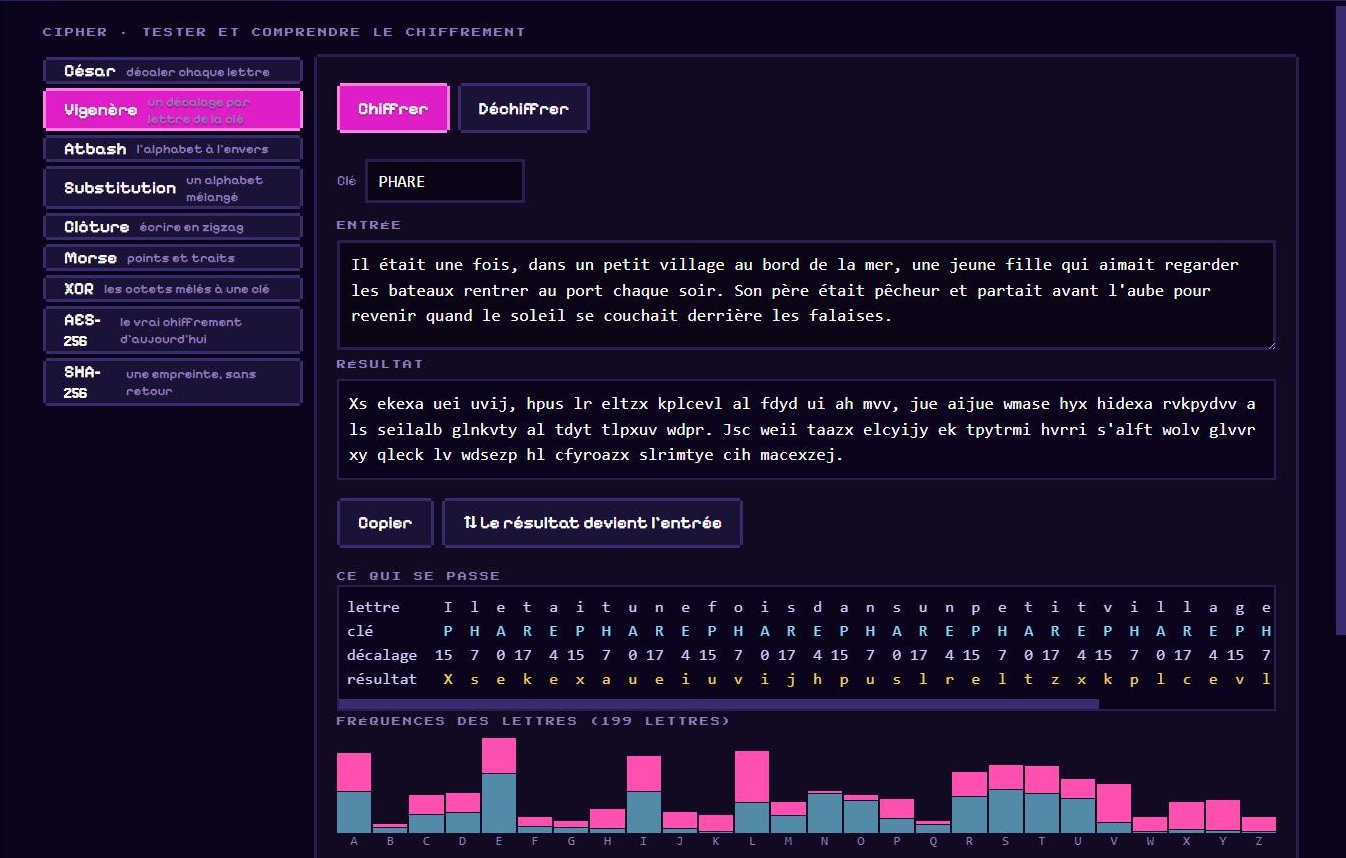 CIPHER · TESTER ET COMPRENDRE LE CHIFFREMENT
César décaler chaque lettre
Vigenère un décalage par
lettre de la clé
Atbash l'alphabet à l'envers
Substitution un alphabet
mélangé
Clôture écrire en zigzag
Morse points et traits
XOR les octets mêlés à une clé
AES-256 le vrai chiffrement
d'aujourd'hui
SHA-256 une empreinte, sans
retour
Chiffrer Déchiffrer
Clé PHARE
ENTRéE
Il était une fois, dans un petit village au bord de la mer, une jeune fille qui aimait regarder
les bateaux rentrer au port chaque soir. Son père était pêcheur et partait avant l'aube pour
revenir quand le soleil se couchait derrière les falaises.
RéSULTAT
Xs ekexa uei uvij, hpus lr eltzx kplcevl al fdyd ui ah mvv, jue aijue wmase hyx hidexa rvkpydvv a
ls seilalb glnkvty al tdyt tlpxuv wdpr. Jsc weii taazx elcyijy ek tpytrmi hvrri s'alft wolv glvvr
xy qleck lv wdsezp hl cfyroazx slrimtye cih macexzej.
Copier ⇅ Le résultat devient l'entrée
CE QUI SE PASSE
lettre I l e t a i t u n e f o i s d a n s u n p e t i t v i l l a g e
clé P H A R E P H A R E P H A R E P H A R E P H A R E P H A R E P H
décalage 15 7 0 17 4 15 7 0 17 4 15 7 0 17 4 15 7 0 17 4 15 7 0 17 4 15 7 0 17 4 15 7
résultat X s e k e x a u e i u v i j h p u s l r e l t z x k p l c e v l
FRéQUENCES DES LETTRES (199 LETTRES)
A B C D E F G H I J K L M N O P Q R S T U V W X Y Z